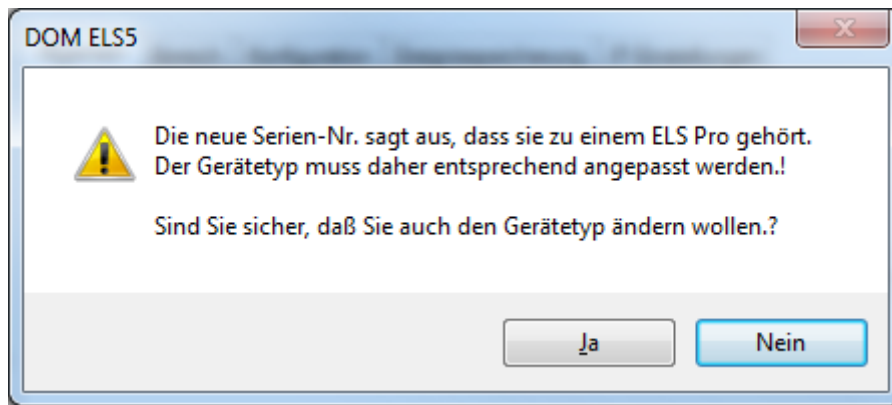 DOM ELS5
Die neue Serien-Nr. sagt aus, dass sie zu einem ELS Pro gehört.
Der Gerätetyp muss daher entsprechend angepasst werden.!
Sind Sie sicher, daß Sie auch den Gerätetyp ändern wollen.?
Ja
Nein